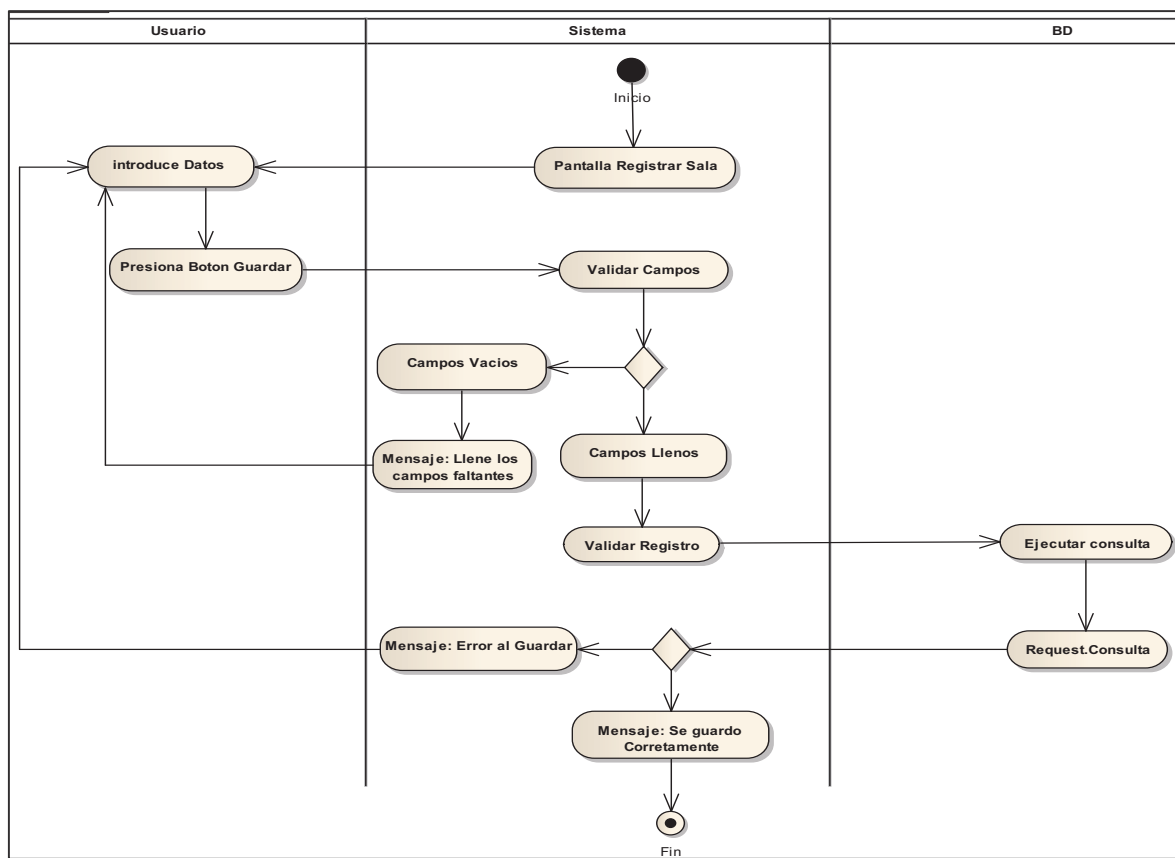 Usuario
Sistema
BD
Inicio
introduce Datos
Pantalla Registrar Sala
Presiona Boton Guardar
Validar Campos
Campos Vacios
Mensaje: Llene los
campos faltantes
Campos Llenos
Validar Registro
Ejecutar consulta
Mensaje: Error al Guardar
Request.Consulta
Mensaje: Se guardo
Corretamente
Fin